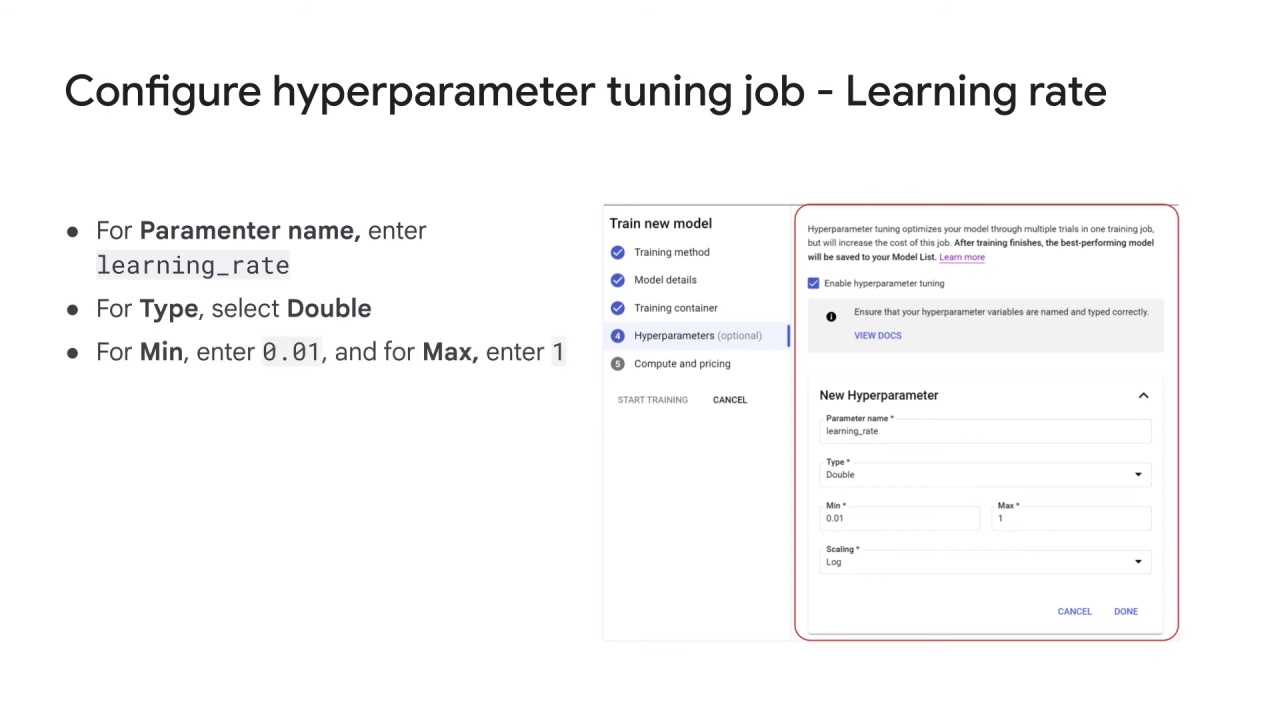 Configure hyperparameter tuning job - Learning rate
● For Paramenter name, enter
learning_rate
● For Type, select Double
● For Min, enter 0.01, and for Max, enter 1
Train new model
Training method
Model details
Training container
4 Hyperparameters (optional)
5 Compute and pricing
START TRAINING CANCEL
Hyperparameter tuning optimizes your model through multiple trials in one training job,
but will increase the cost of this job. After training finishes, the best-performing model
will be saved to your Model List. Learn more
Enable hyperparameter tuning
Ensure that your hyperparameter variables are named and typed correctly.
VIEW DOCS
New Hyperparameter
Parameter name *
learning_rate
Type *
Double
Min * Max *
0.01 1
Scaling *
Log
CANCEL DONE